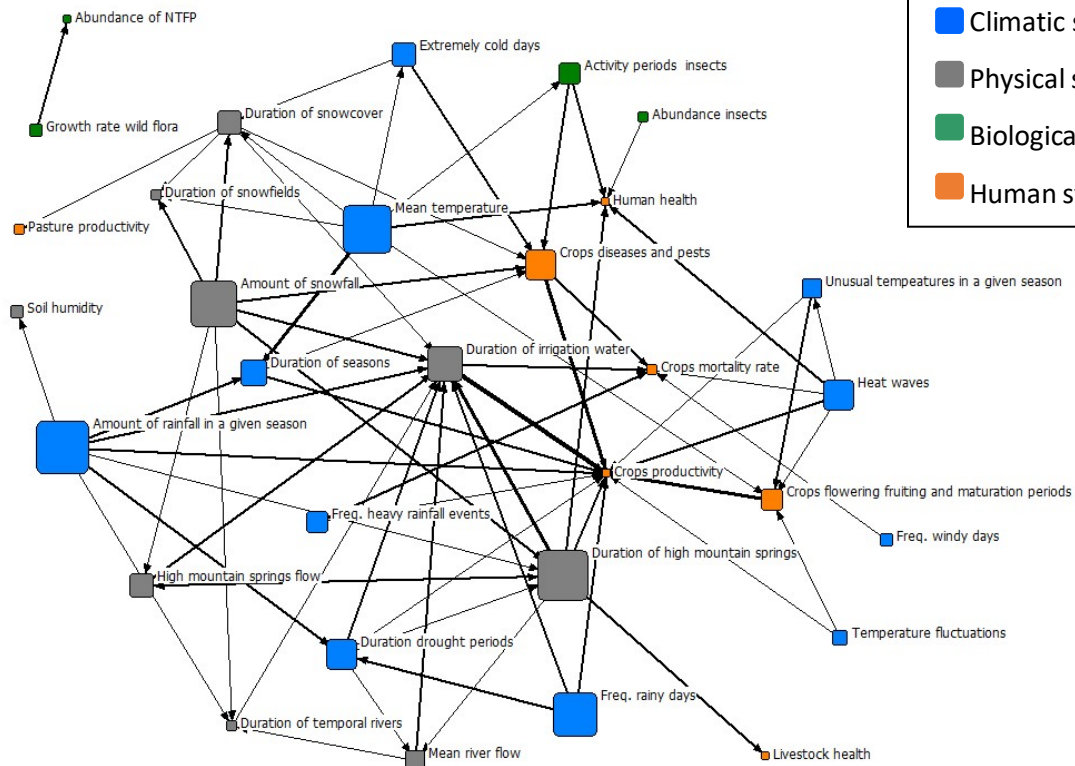 Abundance of NTFP
Climatic s
Extremely cold days
Activity periods insects
Physical s
Duration of snowcover
Abundance insects
Growth rate wild flora
Biologica
Duration of snowfields
Human s
Human health
Mean temperature
Pasture productivity
Crops diseases and pests
Amount of snowfall
Unusual tempeatures in a given season
Soil humidity
Duration of irrigation water
Duration of seasons
Crops mortality rate
Heat waves
Amount of rainfall in a given season
Crops productivity
Crops flowering fruiting and maturation periods
Freq. heavy rainfall events
Freq. windy days
Duration of high mountain springs
High mountain springs flow
Temperature fluctuations
Duration drought periods
Freq. rainy days
Duration of temporal rivers
Mean river flow
Livestock health